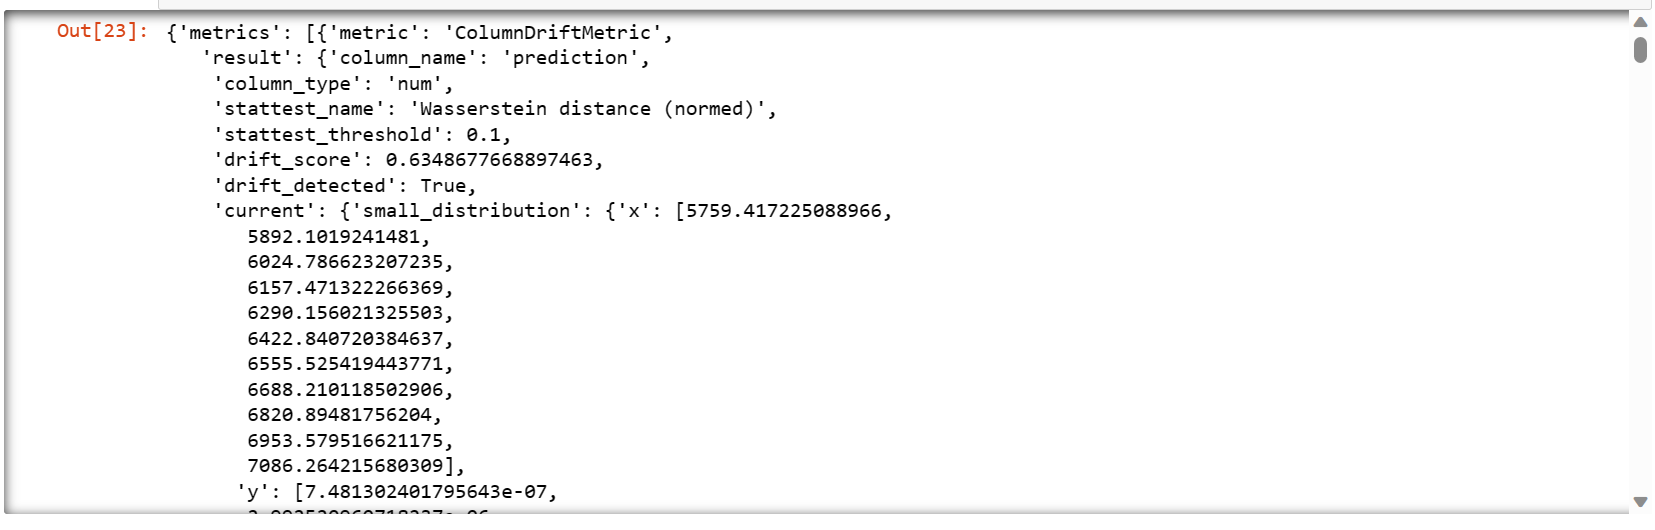 Out[23]: {'metrics': [{'metric': 'ColumnDriftMetric',
'result': {'column_name': 'prediction',
'column_type': 'num',
'stattest_name': 'Wasserstein distance (normed)',
'stattest_threshold': 0.1,
'drift_score': 0.6348677668897463,
'drift_detected': True,
'current': {'small_distribution': {'x': [5759.417225088966,
5892.1019241481,
6024.786623207235,
6157.471322266369,
6290.156021325503,
6422.840720384637,
6555.525419443771,
6688.210118502906,
6820.89481756204,
6953.579516621175,
7086.264215680309],
'y': [7.481302401795643e-07,